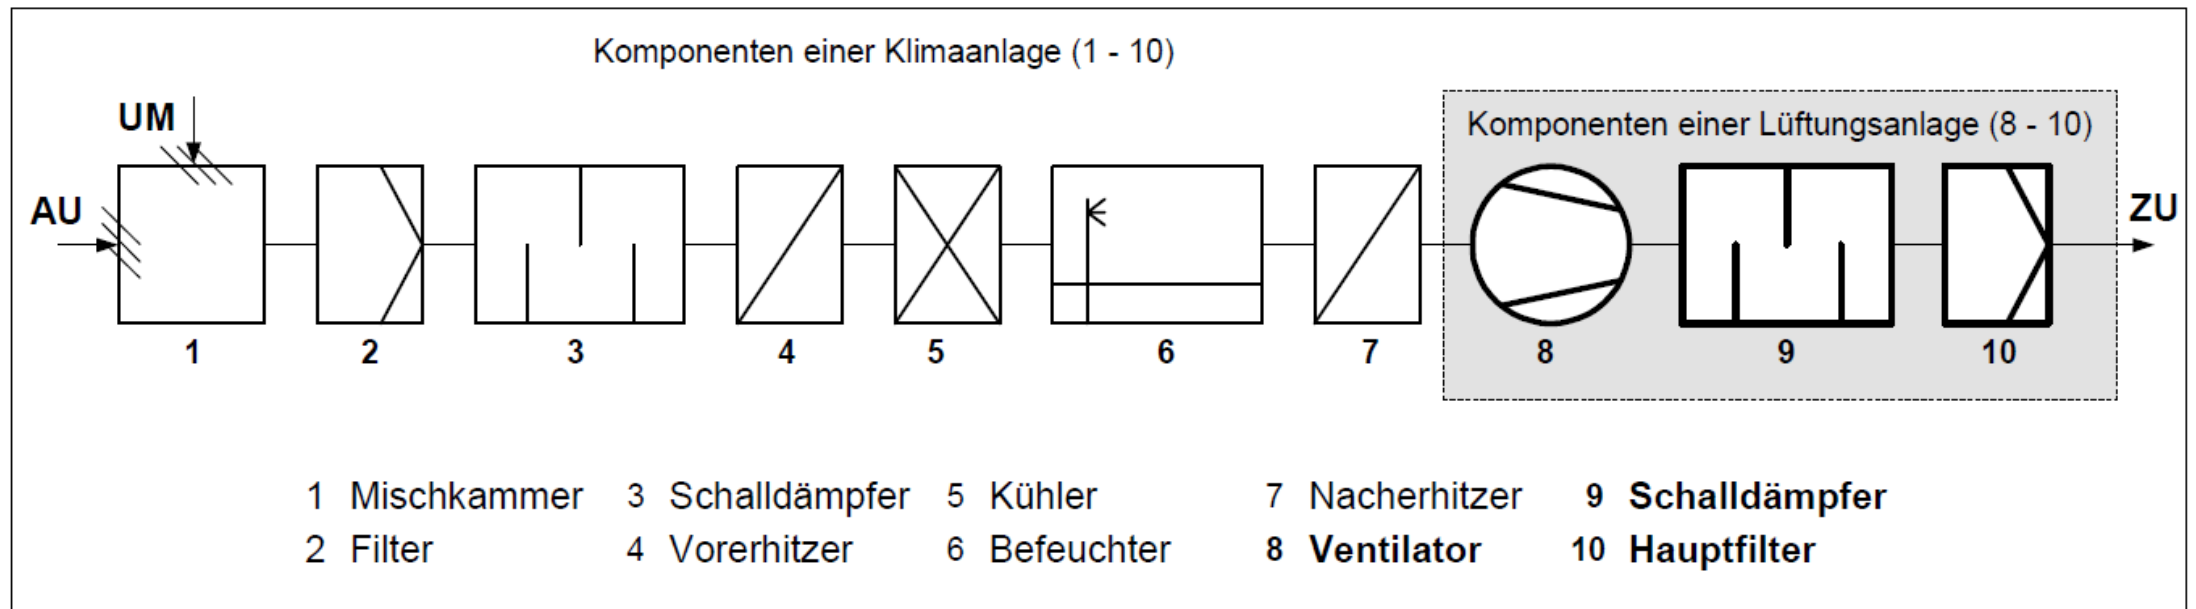 Komponenten einer Klimaanlage (1 - 10)
UM
Komponenten einer Lüftungsanlage (8 - 10)
AU
ZU
1 2 3 4 5 6 7 8 9 10
1 Mischkammer 3 Schalldämpfer 5 Kühler 7 Nacherhitzer 9 Schalldämpfer
2 Filter 4 Vorerhitzer 6 Befeuchter 8 Ventilator 10 Hauptfilter